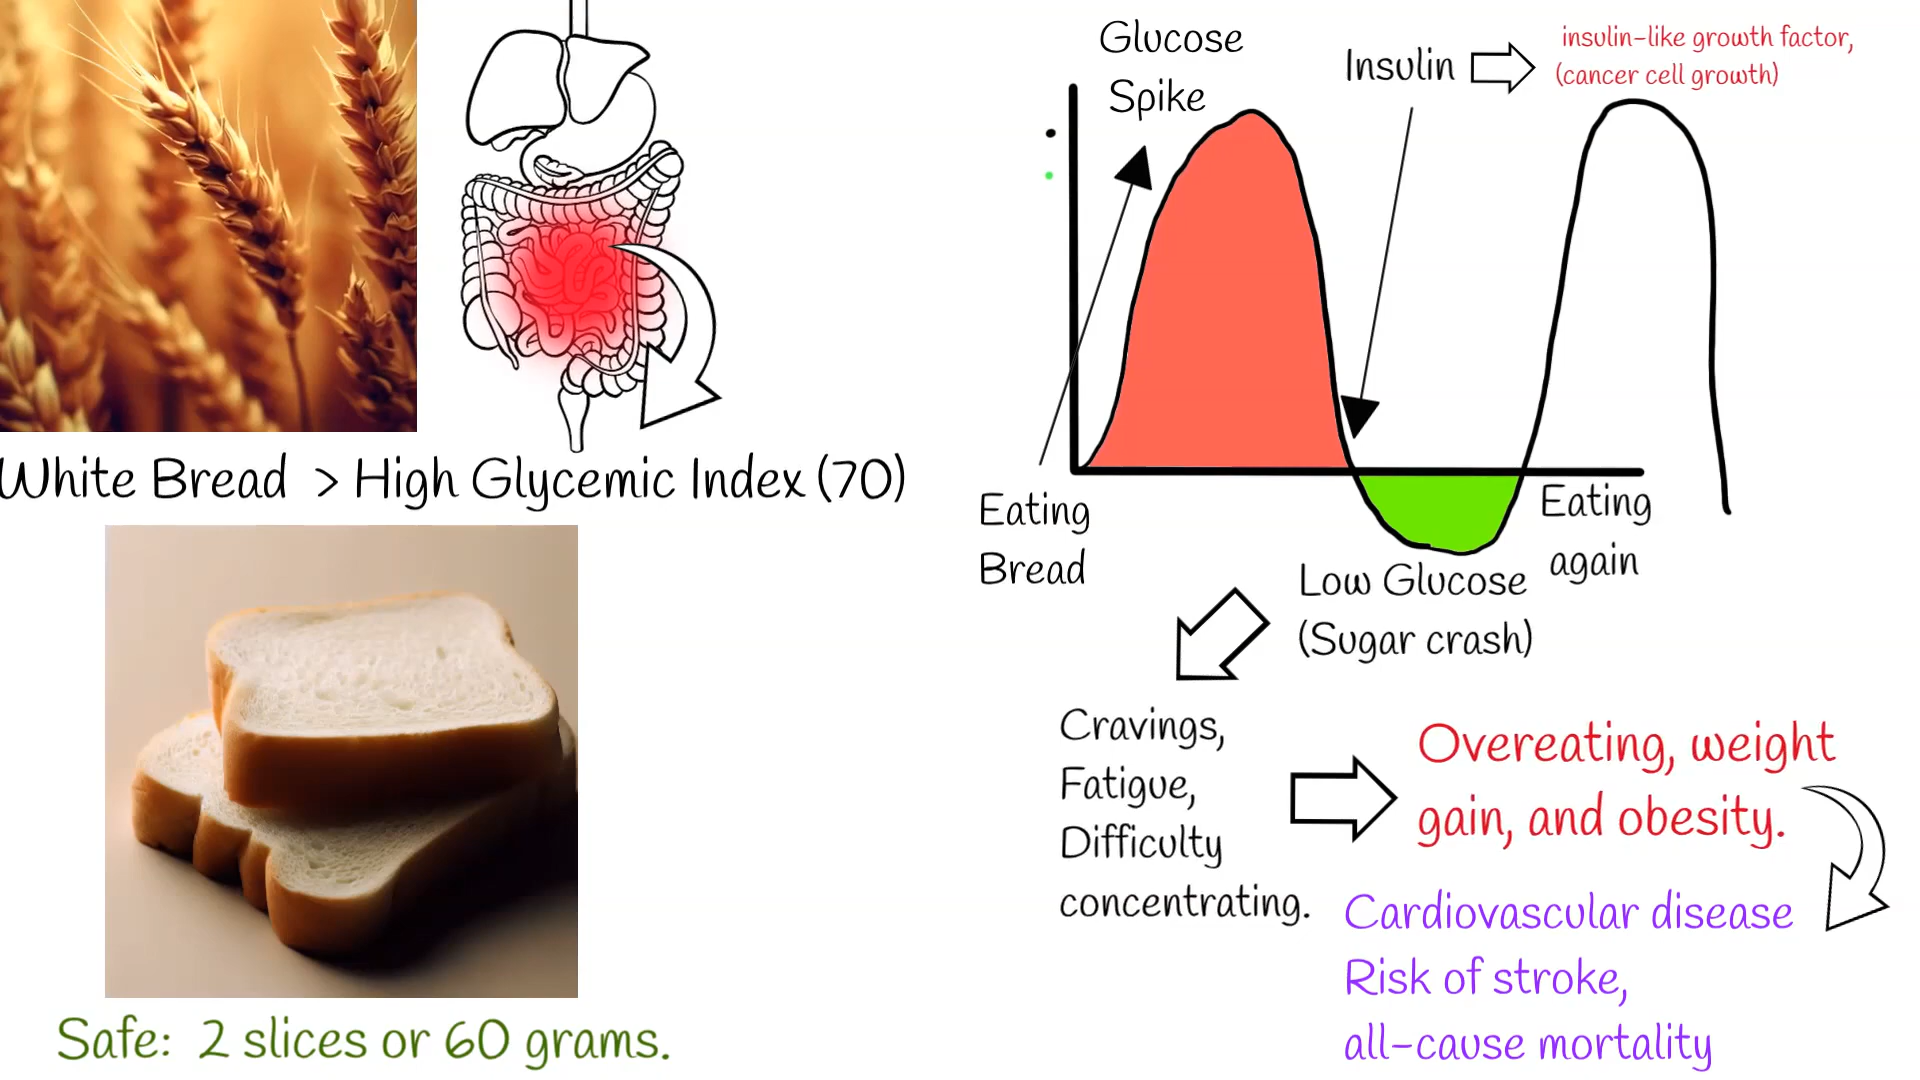 White Bread > High Glycemic Index (70)
Safe: 2 slices or 60 grams.
Glucose
Spike
Insulin
insulin-like growth factor,
(cancer cell growth)
Eating
Bread
Eating
again
Low Glucose
(Sugar crash)
Cravings,
Fatigue,
Difficulty
concentrating.
Overeating, weight
gain, and obesity.
Cardiovascular disease
Risk of stroke,
all-cause mortality